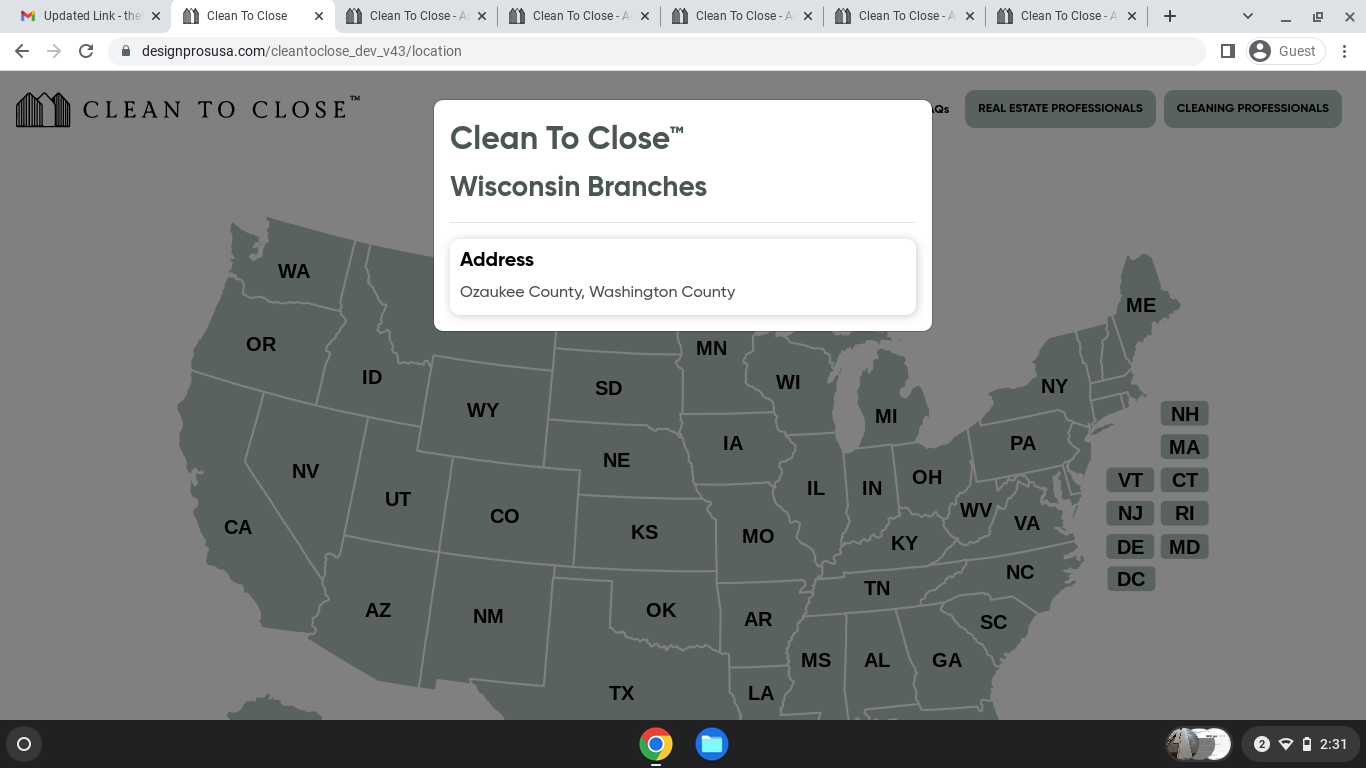 Updated Link - the
Clean To Close
Clean To Close - A
Clean To Close - A
Clean To Close - A
Clean To Close - A
Clean To Close - A
designprosusa.com/cleantoclose_dev_v43/location
Guest
CLEAN TO CLOSE™
AQs
REAL ESTATE PROFESSIONALS
CLEANING PROFESSIONALS
Clean To Close™
Wisconsin Branches
Address
Ozaukee County, Washington County
WA
ME
OR
MN
ID
SD
WI
NY
WY
MI
NH
IA
PA
MA
NE
NV
OH
VT
CT
IL
IN
UT
WV
CO
NJ
RI
VA
CA
KS
MO
KY
DE
MD
NC
DC
TN
AZ
OK
NM
AR
SC
MS
AL
GA
TX
LA
2
2:31